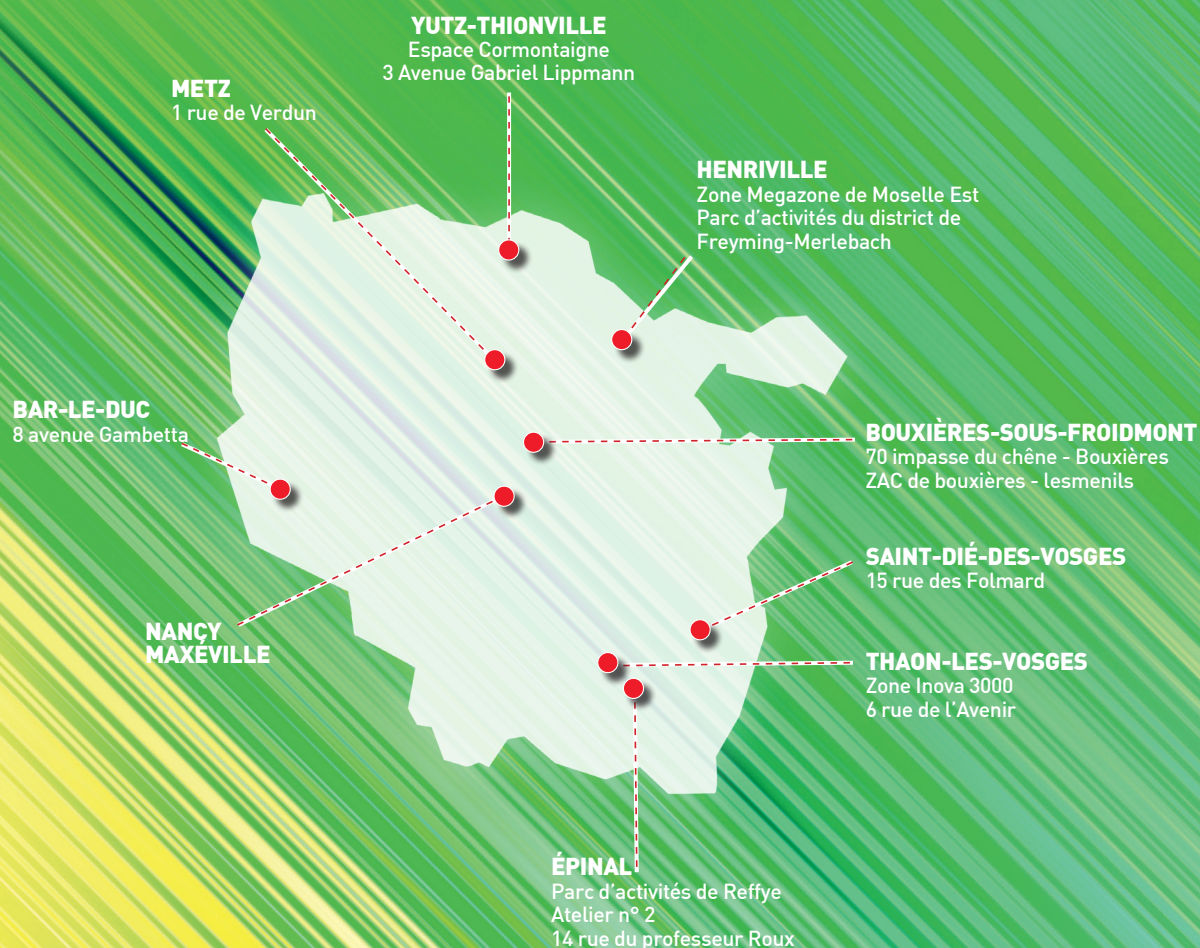 YUTZ-THIONVILLE
Espace Cormontaigne
3 Avenue Gabriel Lippmann
METZ
1 rue de Verdun
HENRIVILLE
Zone Megazone de Moselle Est
Parc d'activités du district de
Freyming-Merlebach
BAR-LE-DUC
8 avenue Gambetta
BOUXIÈRES-SOUS-FROIDMONT
70 impasse du chêne - Bouxières
ZAC de bouxières - lesmenils
SAINT-DIÉ-DES-VOSGES
15 rue des Folmard
NANCY
MAXÉVILLE
THAON-LES-VOSGES
Zone Inova 3000
6 rue de l'Avenir
ÉPINAL
Parc d'activités de Reffye
Atelier n° 2
14 rue du professeur Roux